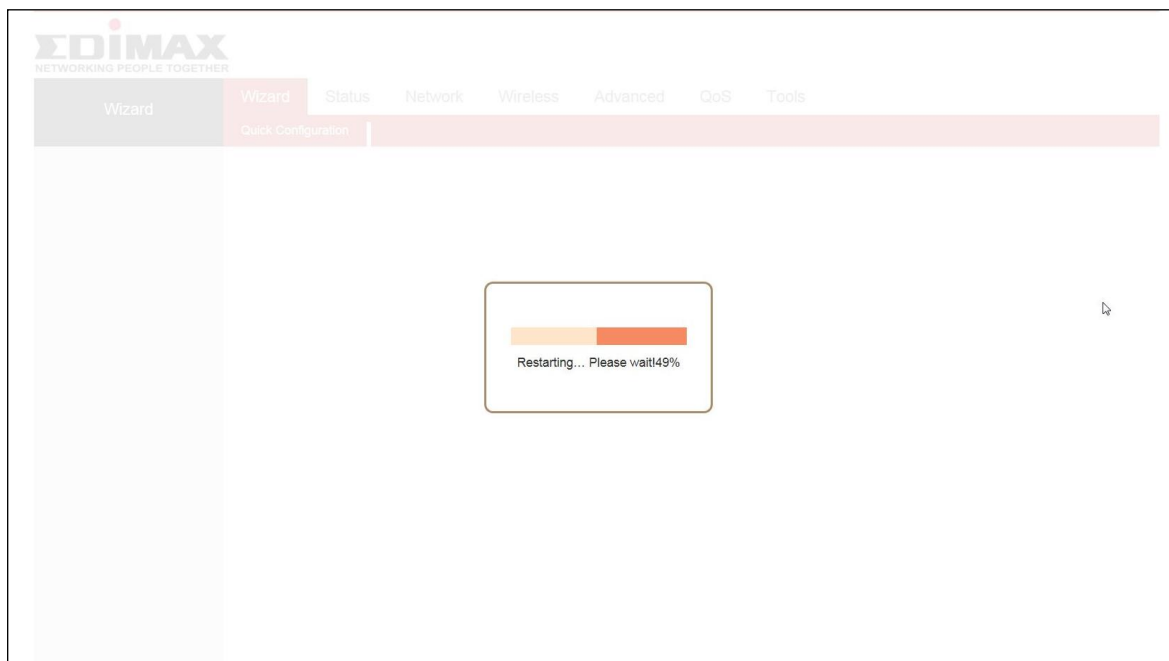 EDIMAX
NETWORKING PEOPLE TOGETHER
Wizard
Wizard Status Network Wireless Advanced QoS Tools
Quick Configuration
Restarting... Please wait!49%